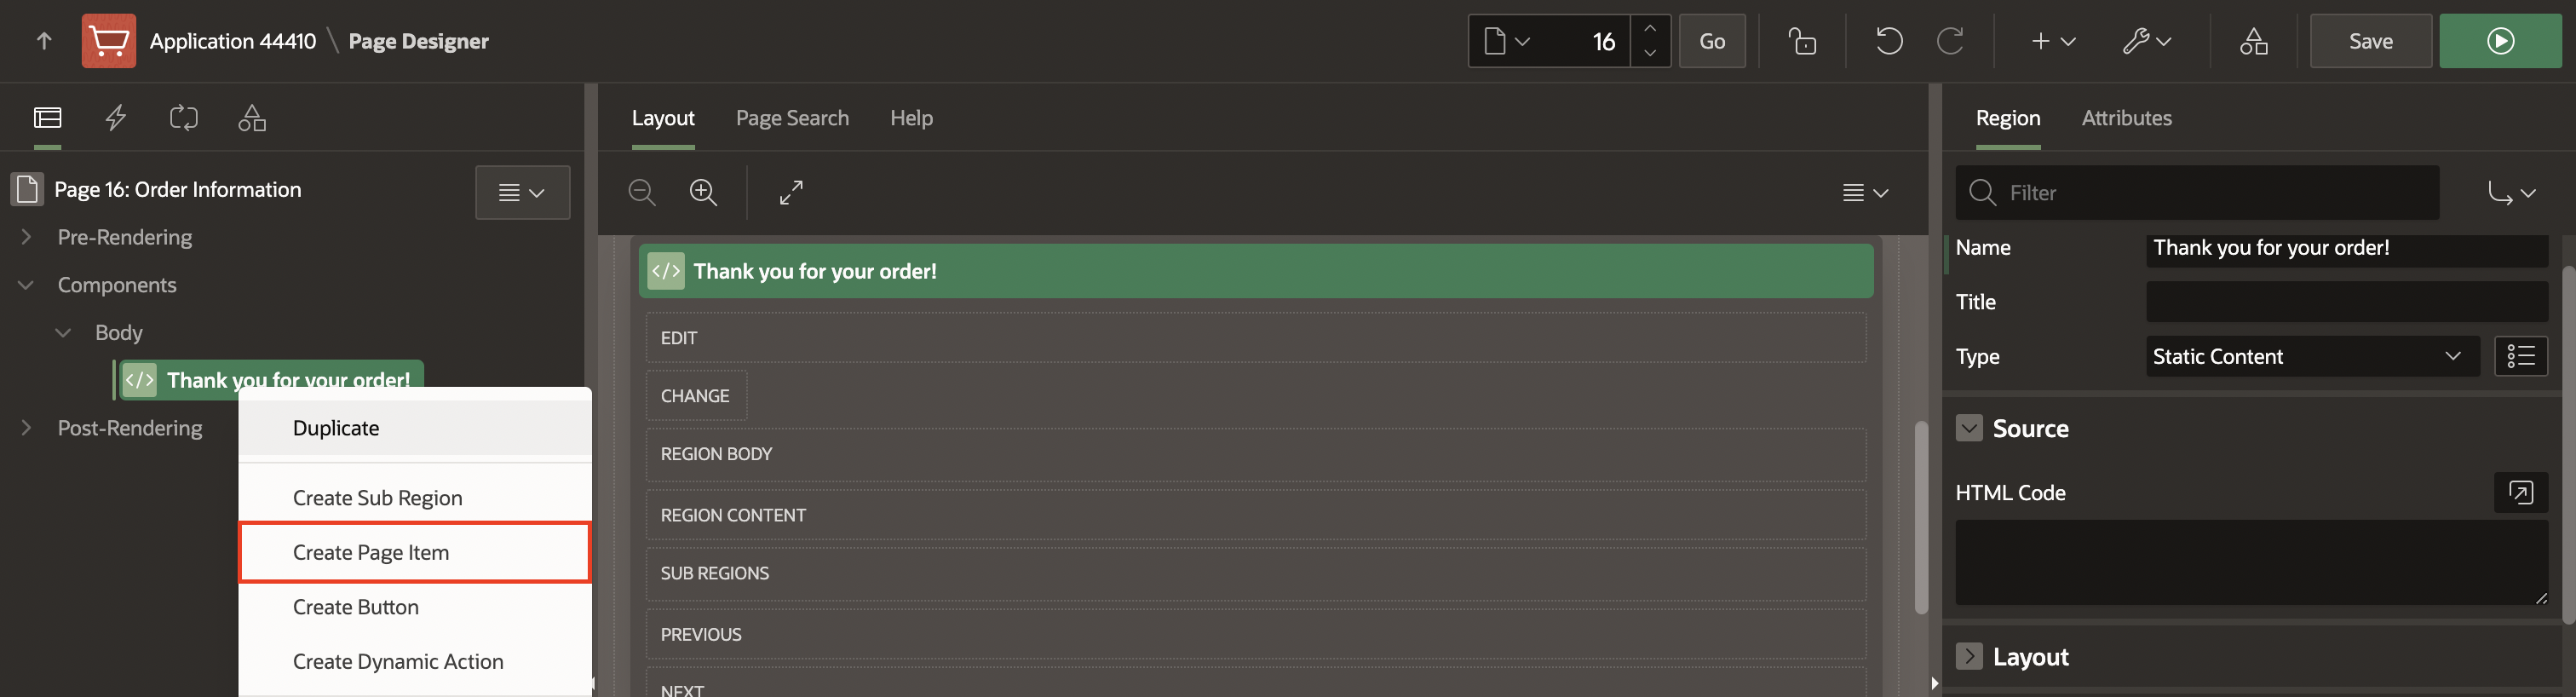 Application 44410 \ Page Designer
16
Go
Save
Layout
Page Search
Help
Region
Attributes
Page 16: Order Information
Pre-Rendering
Components
Body
</> Thank you for your order!
Post-Rendering
Duplicate
Create Sub Region
Create Page Item
Create Button
Create Dynamic Action
</> Thank you for your order!
EDIT
CHANGE
REGION BODY
REGION CONTENT
SUB REGIONS
PREVIOUS
NEXT
Filter
Name
Thank you for your order!
Title
Type
Static Content
Source
HTML Code
Layout